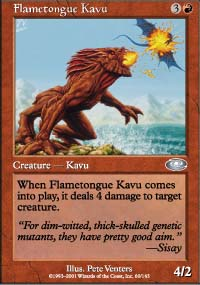 Flametongue Kavu 3
Creature — Kavu
When Flametongue Kavu comes
into play, it deals 4 damage to target
creature.
“For dim-witted, thick-skulled genetic
mutants, they have pretty good aim.”
—Sisay
Illus. Pete Venters
4/2
©1993–2001 Wizards of the Coast, Inc. 60/143